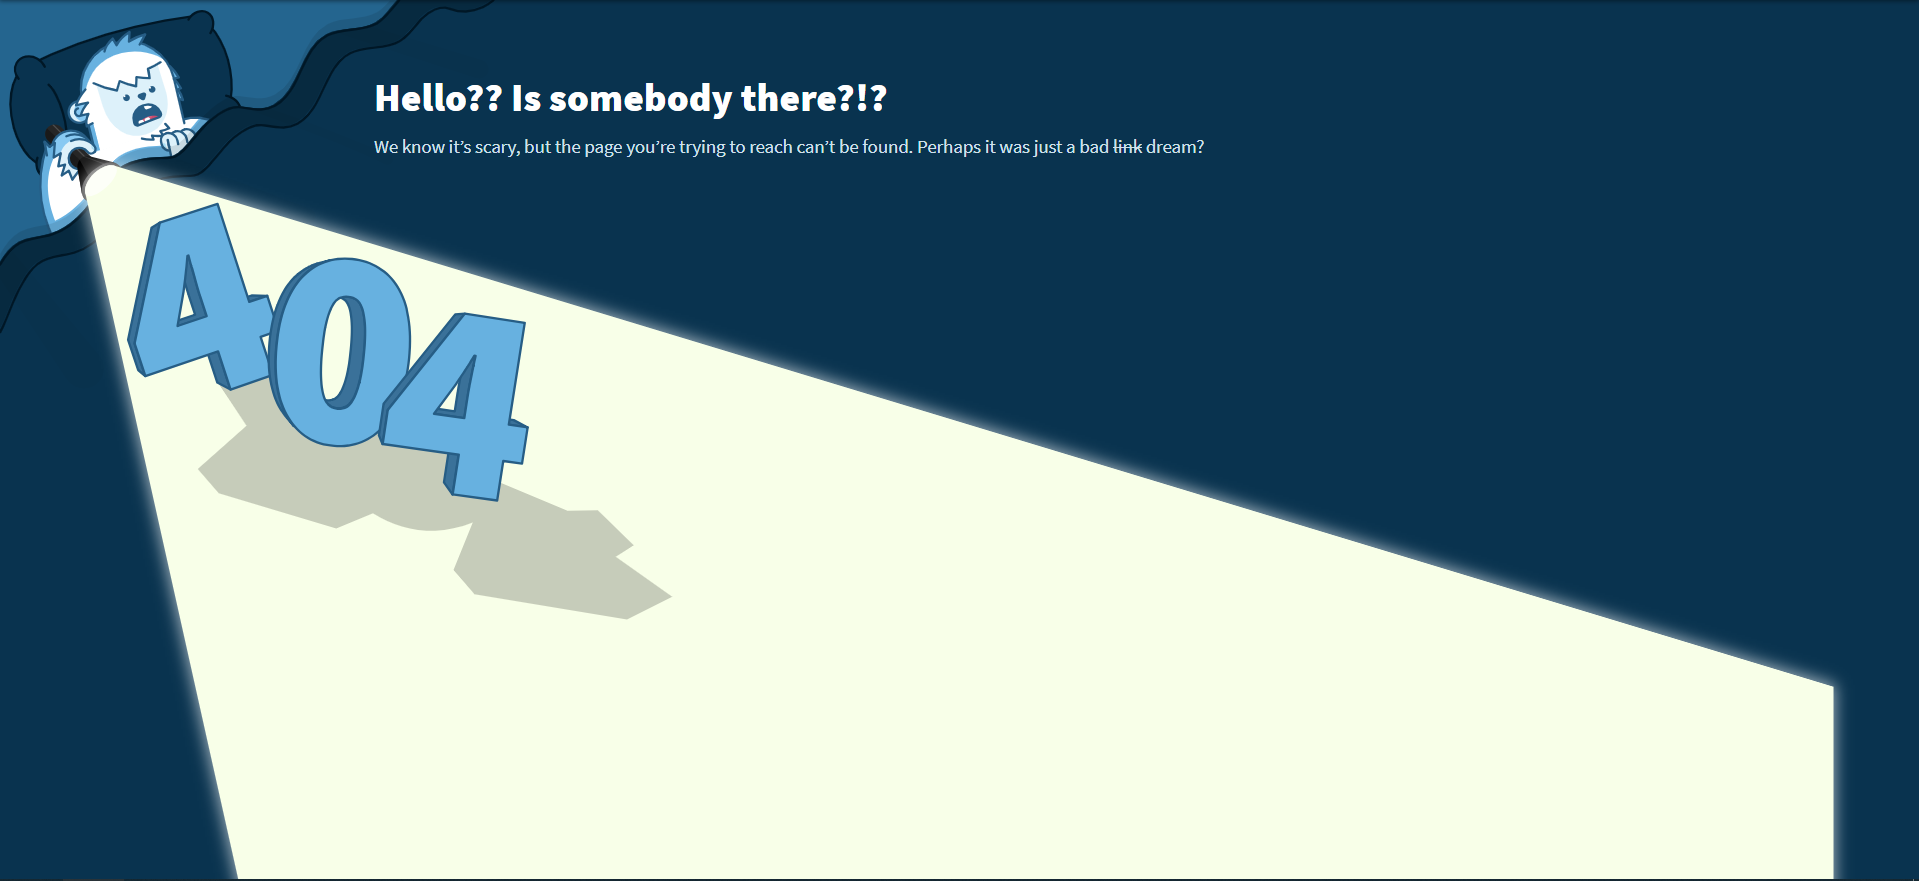 Hello?? Is somebody there?!?
We know it’s scary, but the page you’re trying to reach can’t be found. Perhaps it was just a bad link dream?
404